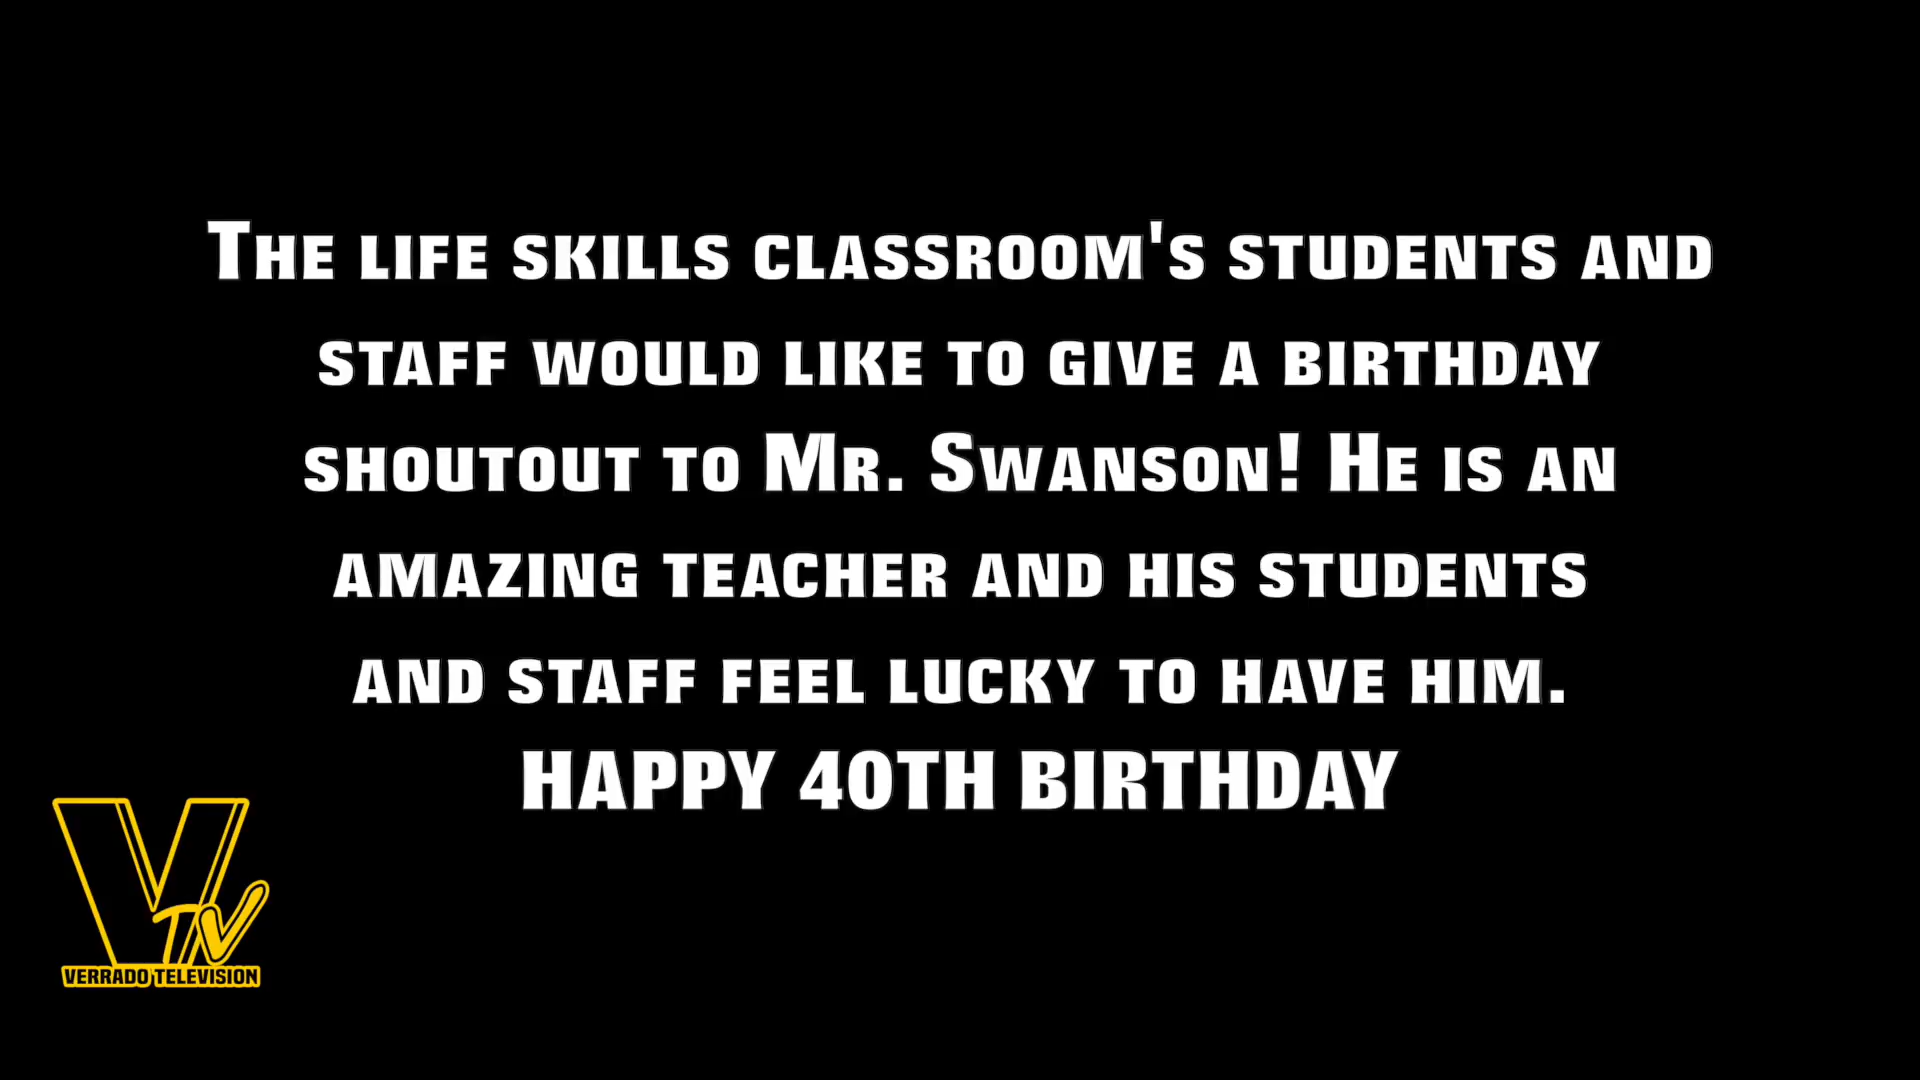 The life skills classroom's students and
staff would like to give a birthday
shoutout to Mr. Swanson! He is an
amazing teacher and his students
and staff feel lucky to have him.
HAPPY 40TH BIRTHDAY
VTV
VERRADO TELEVISION